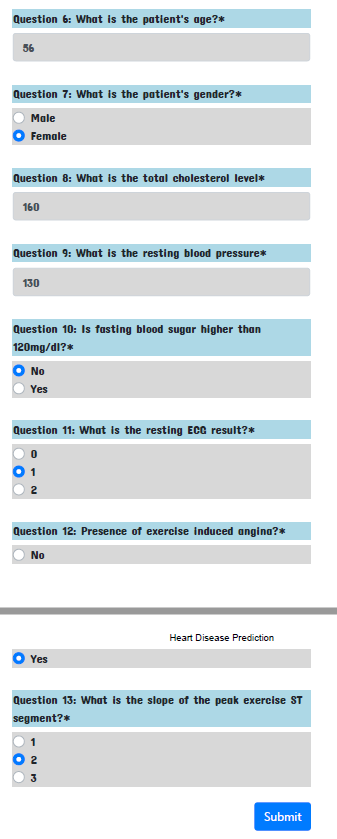 Question 6: What is the patient's age?*
56
Question 7: What is the patient's gender?*
Male
Female
Question 8: What is the total cholesterol level*
160
Question 9: What is the resting blood pressure*
130
Question 10: Is fasting blood sugar higher than
120mg/dl?*
No
Yes
Question 11: What is the resting ECG result?*
0
1
2
Question 12: Presence of exercise induced angina?*
No
Heart Disease Prediction
Yes
Question 13: What is the slope of the peak exercise ST
segment?*
1
2
3
Submit